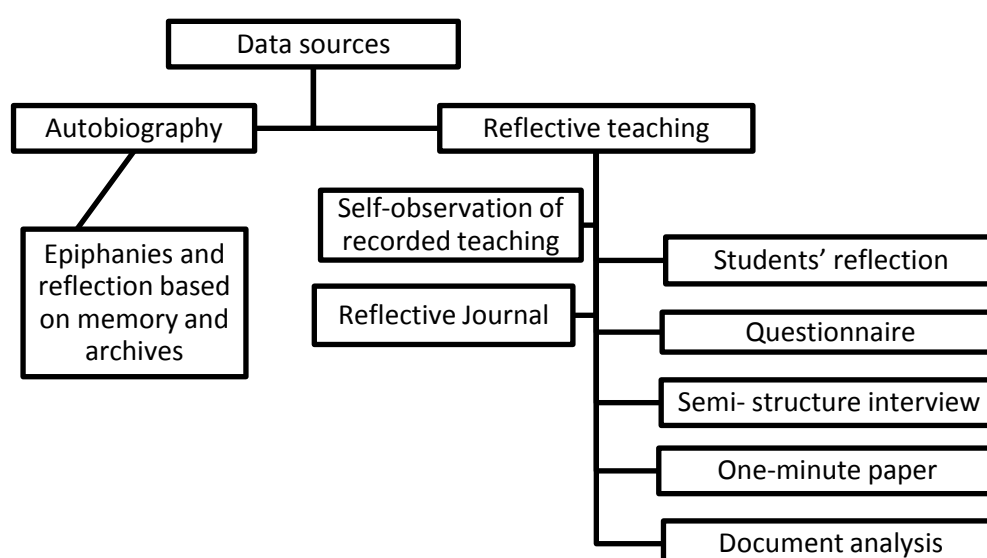 Data sources
Autobiography
Reflective teaching
Epiphanies and
reflection based
on memory and
archives
Self-observation of
recorded teaching
Reflective Journal
Students’ reflection
Questionnaire
Semi- structure interview
One-minute paper
Document analysis